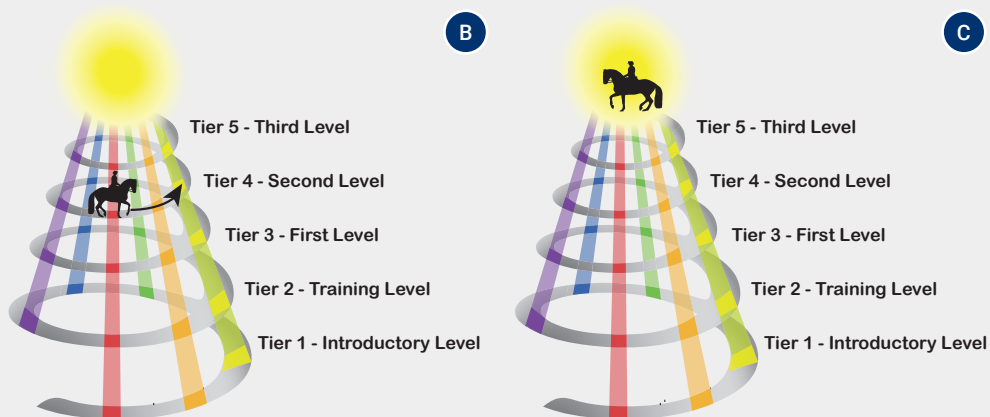 B
Tier 5 - Third Level
Tier 4 - Second Level
Tier 3 - First Level
Tier 2 - Training Level
Tier 1 - Introductory Level
C
Tier 5 - Third Level
Tier 4 - Second Level
Tier 3 - First Level
Tier 2 - Training Level
Tier 1 - Introductory Level